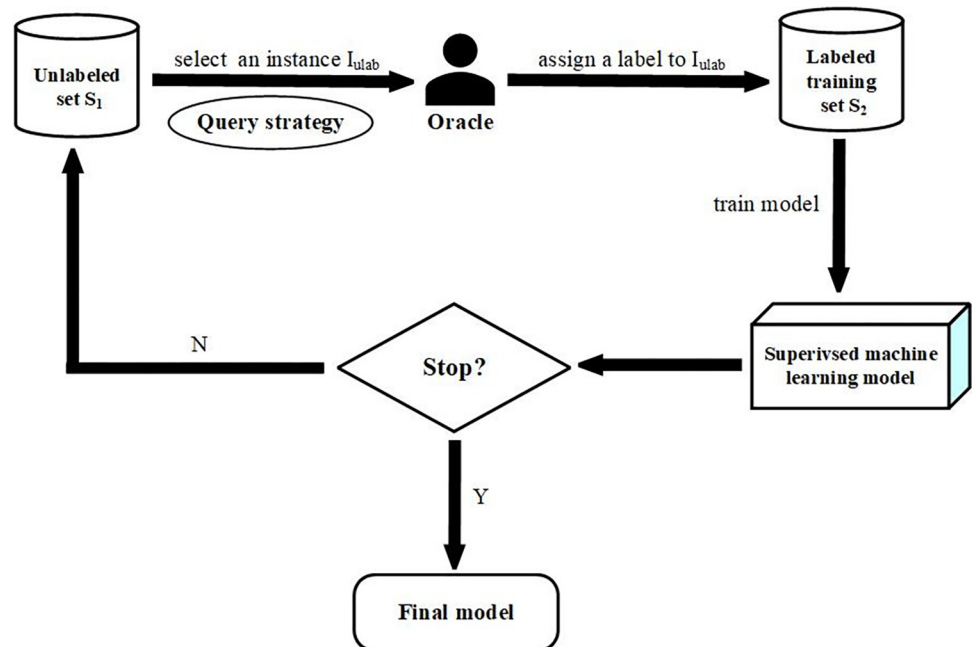 Unlabeled
set S₁
select an instance Iᵤₗₐb
Query strategy
Oracle
assign a label to Iᵤₗₐb
Labeled
training
set S₂
train model
Superivsed machine
learning model
Stop?
N
Y
Final model